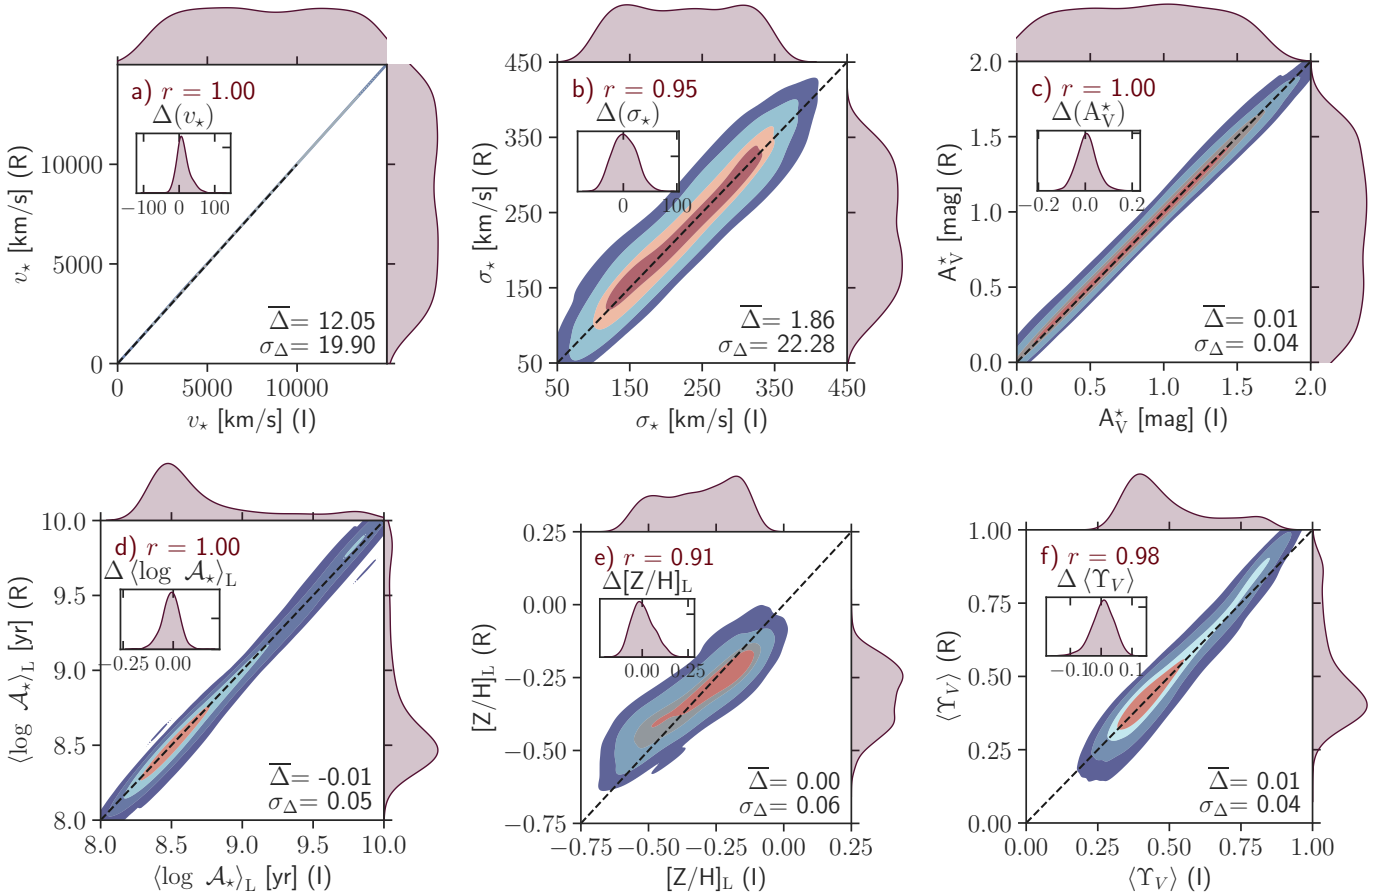 a) r = 1.00
Δ(v⋆)
−100 0 100
10000
5000
0
v⋆ [km/s] (R)
Δ̅= 12.05
σΔ= 19.90
0 5000 10000
v⋆ [km/s] (I)
b) r = 0.95
Δ(σ⋆)
0 100
450
350
250
150
50
σ⋆ [km/s] (R)
Δ̅= 1.86
σΔ= 22.28
50 150 250 350 450
σ⋆ [km/s] (I)
c) r = 1.00
Δ(A⋆V)
−0.2 0.0 0.2
2.0
1.5
1.0
0.5
0.0
A⋆V [mag] (R)
Δ̅= 0.01
σΔ= 0.04
0.0 0.5 1.0 1.5 2.0
A⋆V [mag] (I)
d) r = 1.00
Δ ⟨log 𝒜⋆⟩L
−0.25 0.00
10.0
9.5
9.0
8.5
8.0
⟨log 𝒜⋆⟩L [yr] (R)
Δ̅= -0.01
σΔ= 0.05
8.0 8.5 9.0 9.5 10.0
⟨log 𝒜⋆⟩L [yr] (I)
e) r = 0.91
Δ[Z/H]L
0.00 0.25
0.25
0.00
−0.25
−0.50
−0.75
[Z/H]L (R)
Δ̅= 0.00
σΔ= 0.06
−0.75 −0.50 −0.25 0.00 0.25
[Z/H]L (I)
f) r = 0.98
Δ ⟨ΥV⟩
−0.1 0.0 0.1
1.00
0.75
0.50
0.25
0.00
⟨ΥV⟩ (R)
Δ̅= 0.01
σΔ= 0.04
0.00 0.25 0.50 0.75 1.00
⟨ΥV⟩ (I)